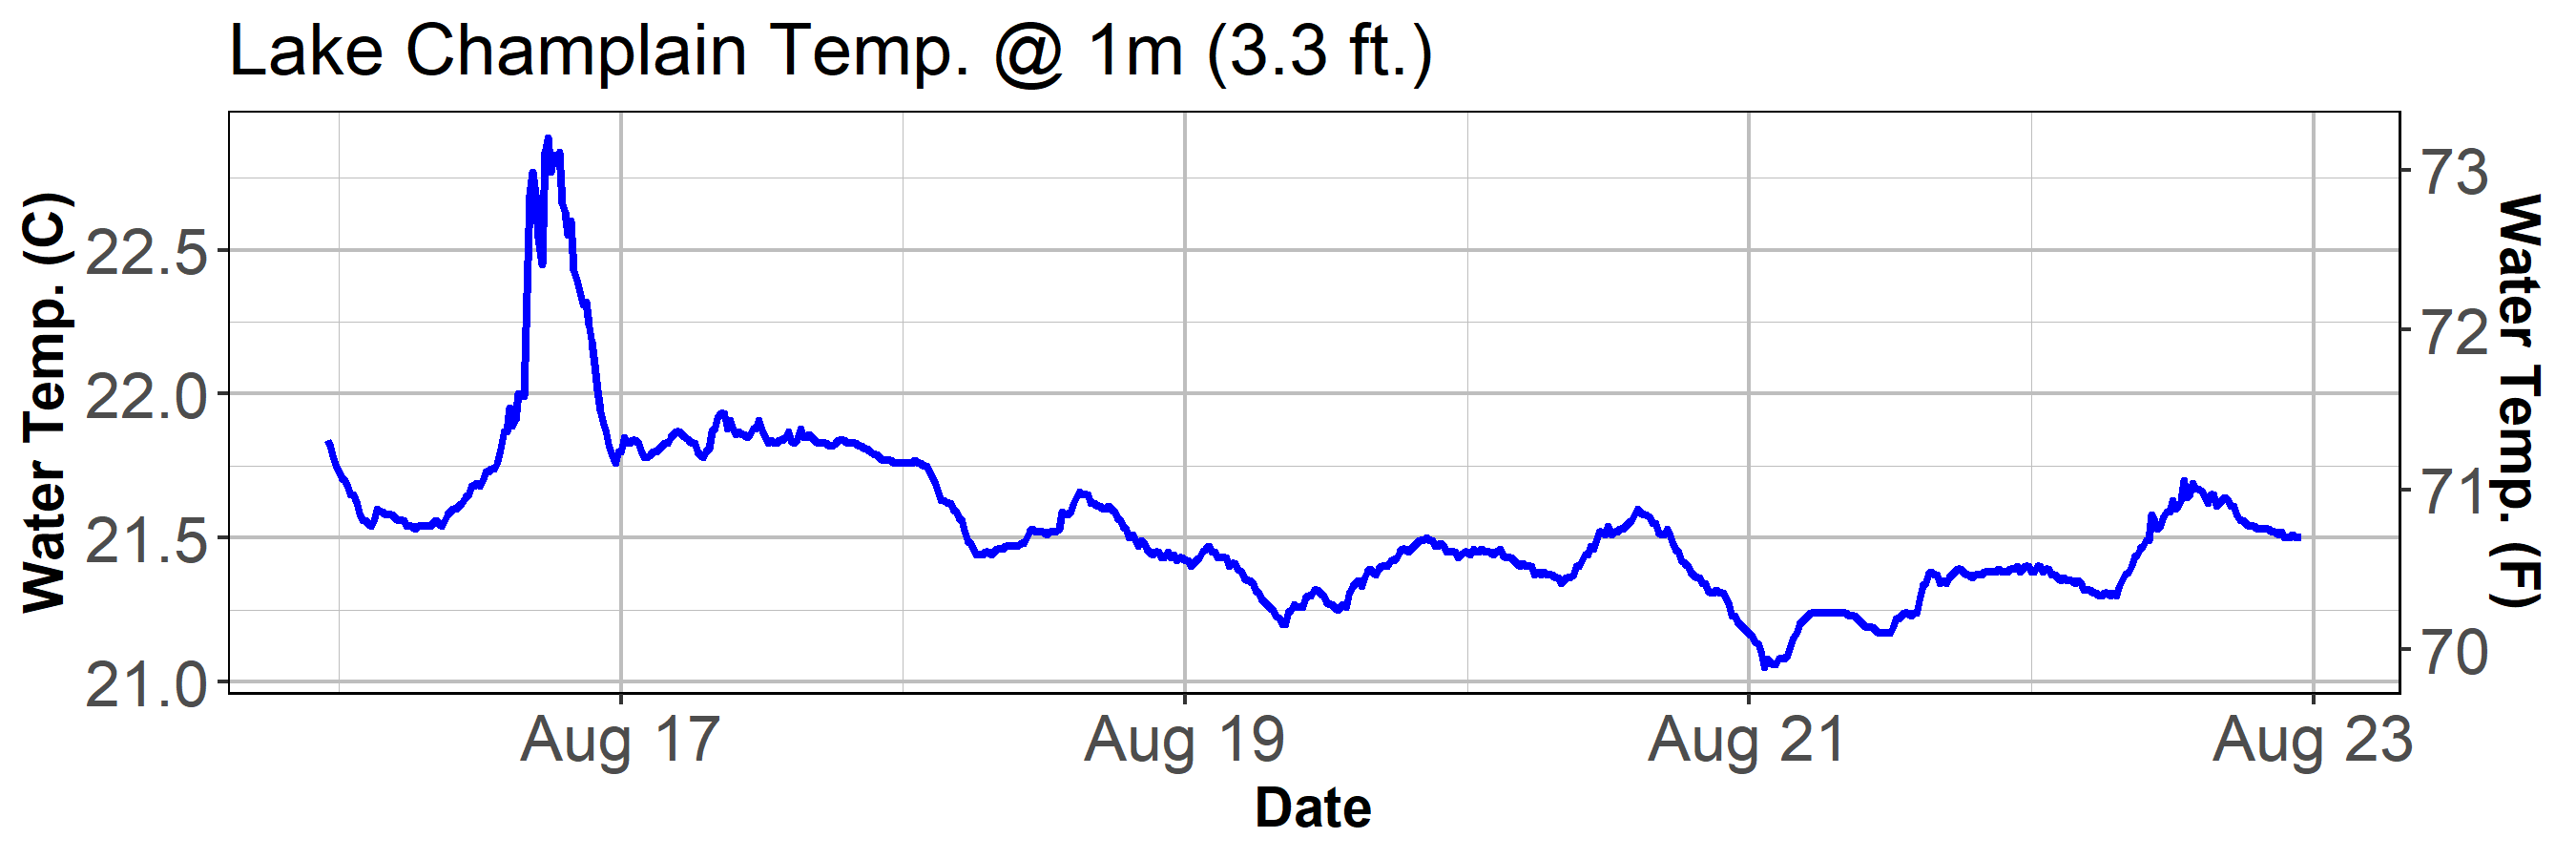 Lake Champlain Temp. @ 1m (3.3 ft.)
Water Temp. (C)
22.5
22.0
21.5
21.0
73
72
71
70
Water Temp. (F)
Aug 17
Aug 19
Aug 21
Aug 23
Date